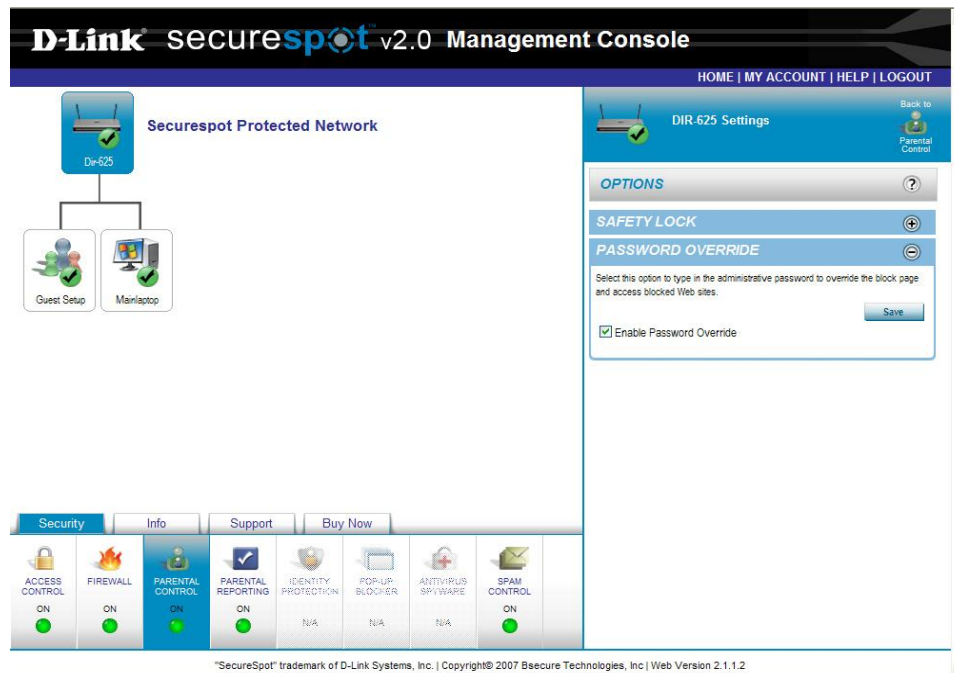 D-Link® securespot™ v2.0 Management Console
HOME | MY ACCOUNT | HELP | LOGOUT
Dir-625
Securespot Protected Network
Guest Setup
Mainlaptop
DIR-625 Settings
Back to
Parental
Control
OPTIONS
?
SAFETY LOCK
PASSWORD OVERRIDE
Select this option to type in the administrative password to override the block page
and access blocked Web sites.
Save
Enable Password Override
Security
Info
Support
Buy Now
ACCESS
CONTROL
ON
FIREWALL
ON
PARENTAL
CONTROL
ON
PARENTAL
REPORTING
ON
IDENTITY
PROTECTION
N/A
POP-UP
BLOCKER
N/A
ANTIVIRUS
SPYWARE
N/A
SPAM
CONTROL
ON
"SecureSpot" trademark of D-Link Systems, Inc. | Copyright® 2007 Bsecure Technologies, Inc | Web Version 2.1.1.2